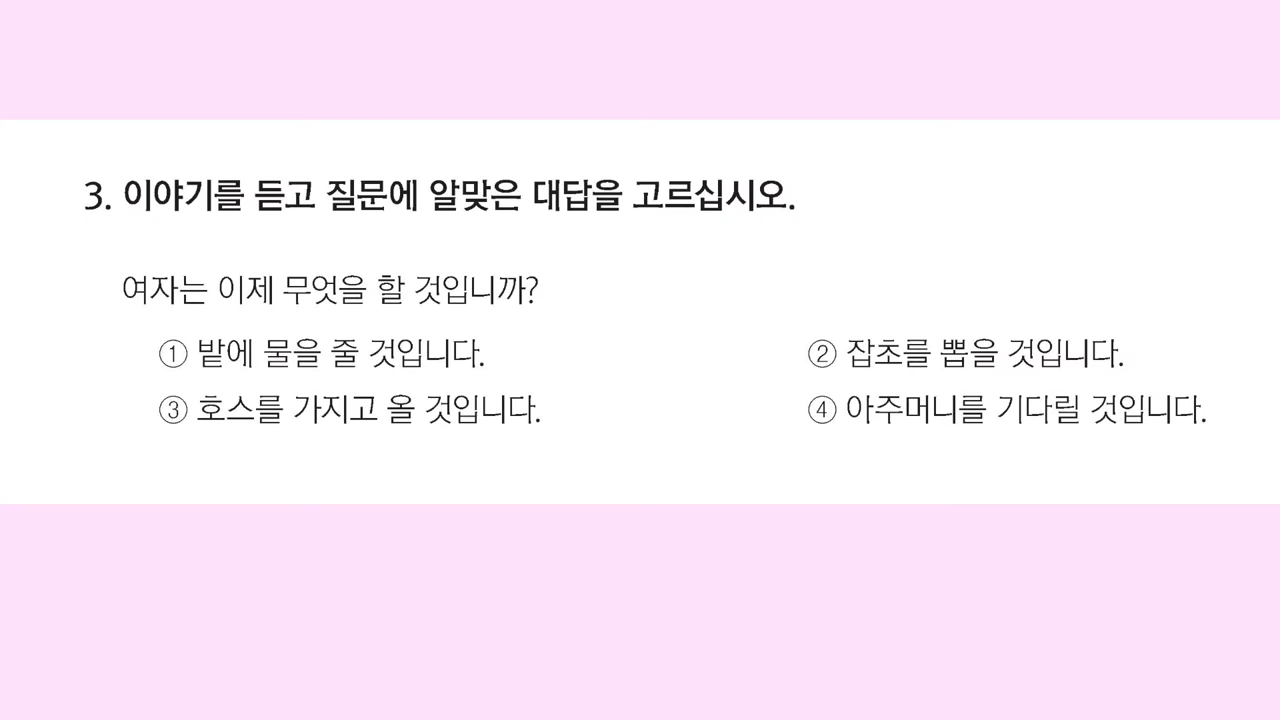 3. 이야기를 듣고 질문에 알맞은 대답을 고르십시오.
여자는 이제 무엇을 할 것입니까?
① 밭에 물을 줄 것입니다. ② 잡초를 뽑을 것입니다.
③ 호스를 가지고 올 것입니다. ④ 아주머니를 기다릴 것입니다.